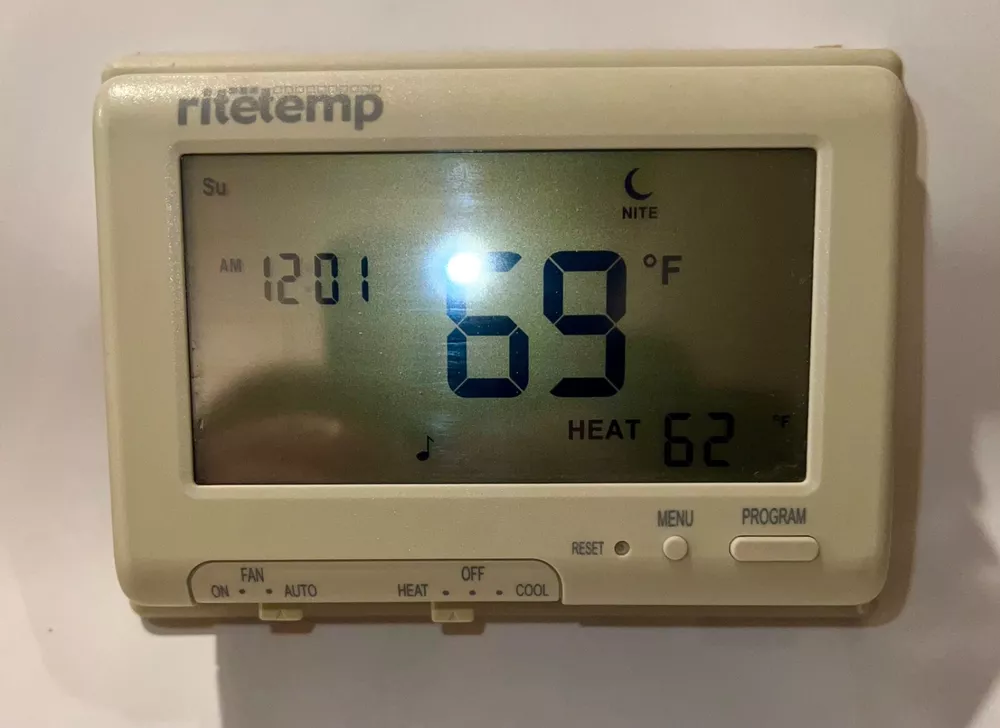 ritetemp
Su
NITE
AM 12:01 69 °F
HEAT 62 °F
MENU PROGRAM
RESET
FAN OFF
ON AUTO HEAT COOL